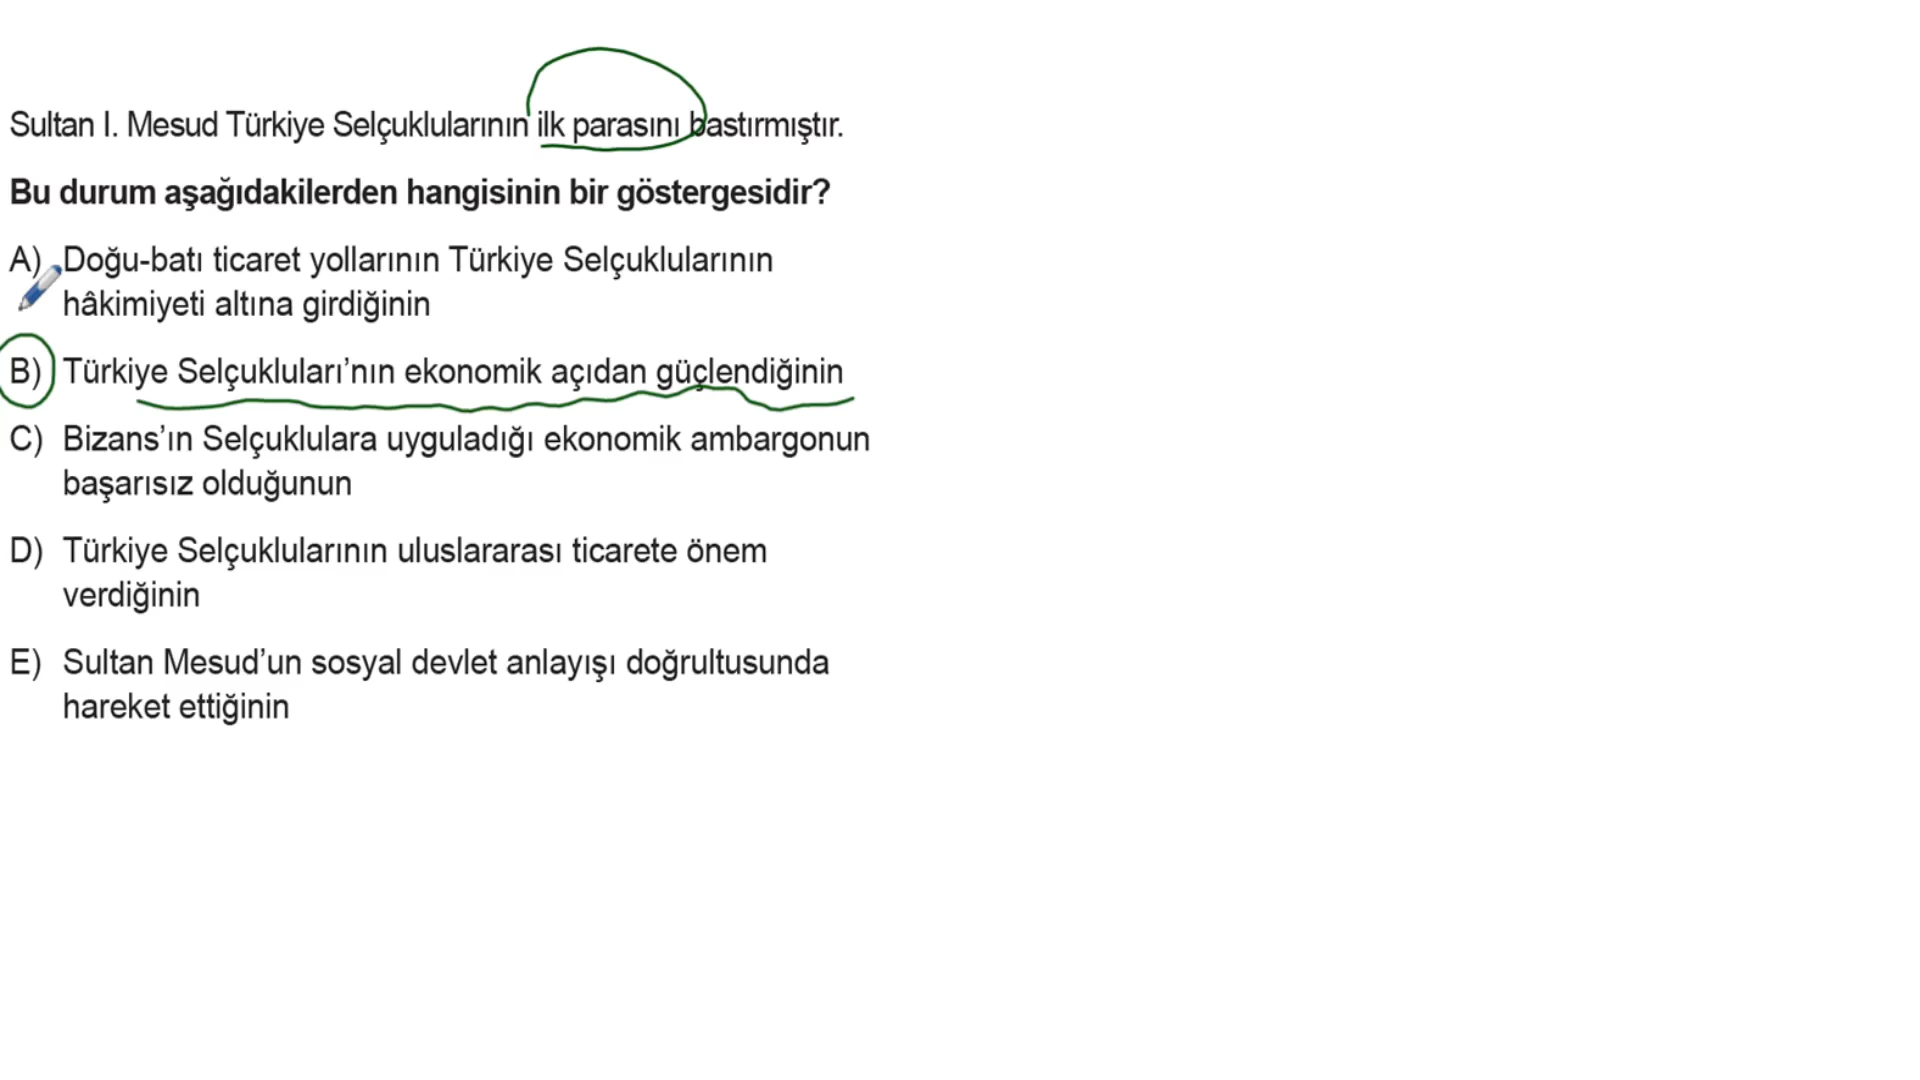 Sultan I. Mesud Türkiye Selçuklularının ilk parasını bastırmıştır.
Bu durum aşağıdakilerden hangisinin bir göstergesidir?
A) Doğu-batı ticaret yollarının Türkiye Selçuklularının
hâkimiyeti altına girdiğinin
B) Türkiye Selçukluları’nın ekonomik açıdan güçlendiğinin
C) Bizans’ın Selçuklulara uyguladığı ekonomik ambargonun
başarısız olduğunun
D) Türkiye Selçuklularının uluslararası ticarete önem
verdiğinin
E) Sultan Mesud’un sosyal devlet anlayışı doğrultusunda
hareket ettiğinin